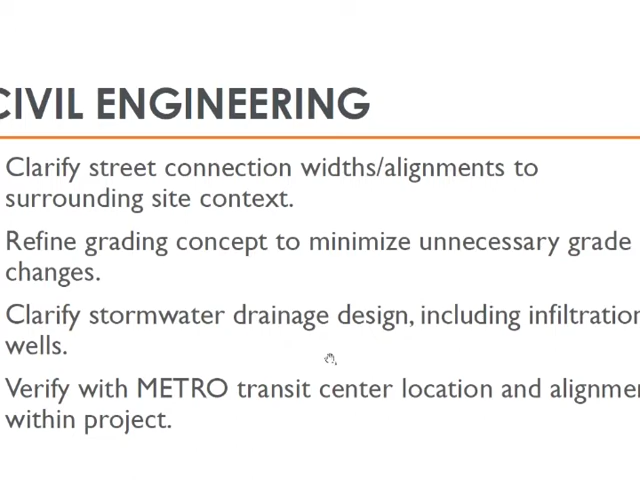 CIVIL ENGINEERING
Clarify street connection widths/alignments to
surrounding site context.
Refine grading concept to minimize unnecessary grade
changes.
Clarify stormwater drainage design, including infiltration
wells.
Verify with METRO transit center location and alignme
within project.